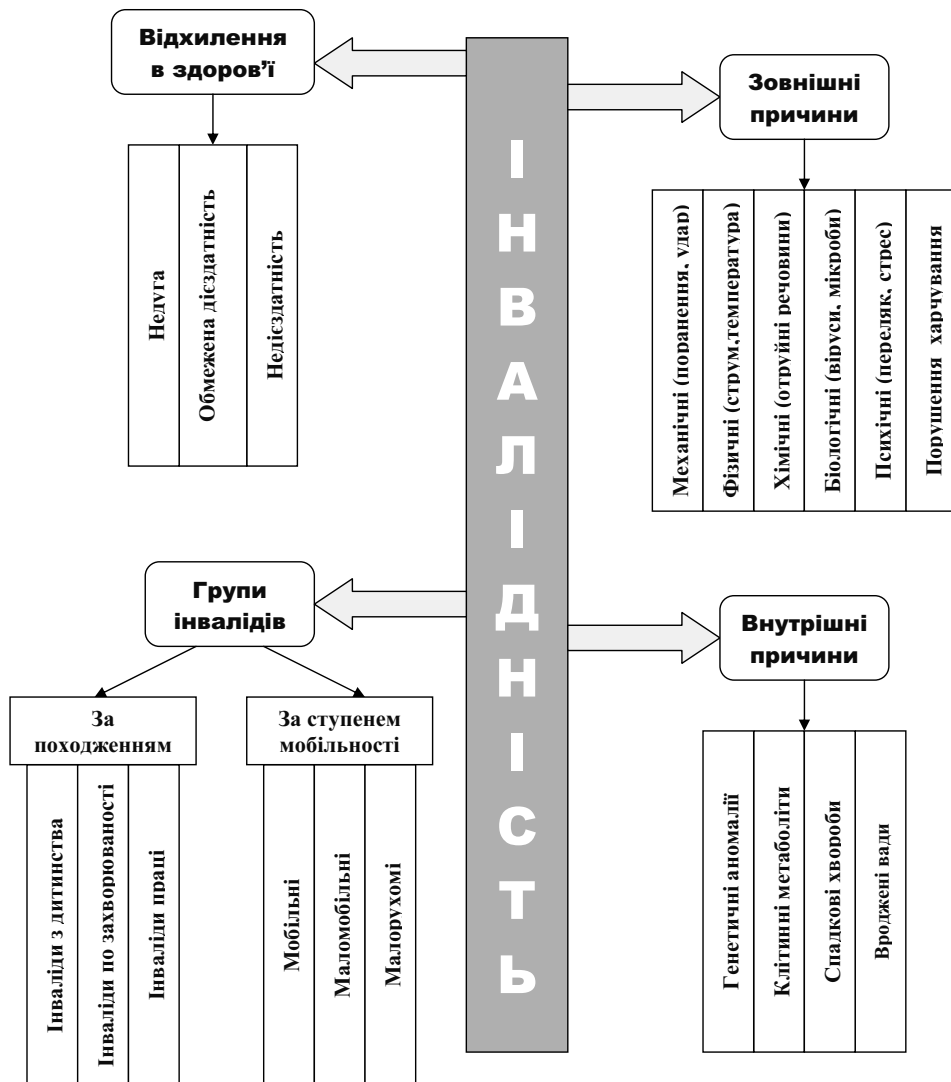 Відхилення
в здоров’ї
Недуга
Обмежена дієздатність
Недієздатність
ІНВАЛІДНІСТЬ
Зовнішні
причини
Механічні (поранення, удар)
Фізичні (струм,температура)
Хімічні (отруйні речовини)
Біологічні (віруси, мікроби)
Психічні (переляк, стрес)
Порушення харчування
Групи
інвалідів
За
походженням
Інваліди з дитинства
Інваліди по захворюваності
Інваліди праці
За ступенем
мобільності
Мобільні
Маломобільні
Малорухомі
Внутрішні
причини
Генетичні аномалії
Клітинні метаболіти
Спадкові хвороби
Вроджені вади